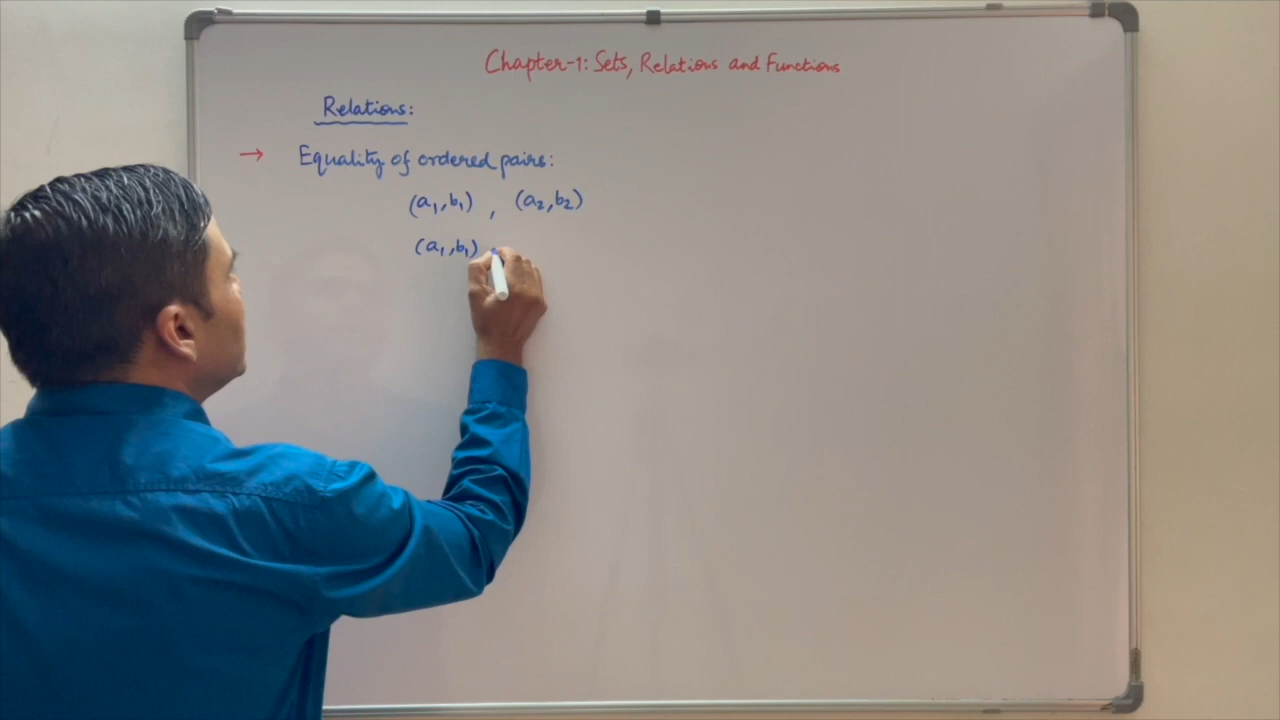 Chapter-1: Sets, Relations and Functions
Relations:
→ Equality of ordered pairs:
(a₁,b₁) , (a₂,b₂)
(a₁,b₁)